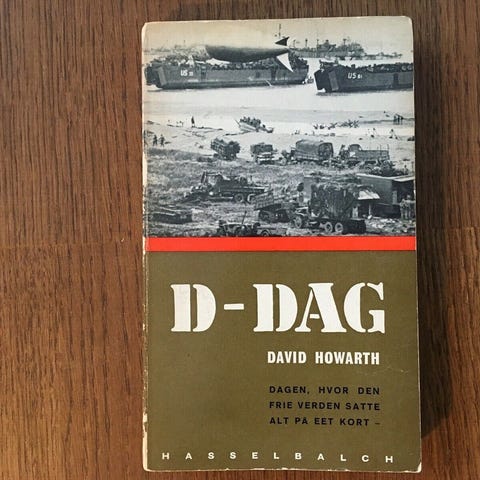 D-DAG
DAVID HOWARTH
DAGEN, HVOR DEN
FRIE VERDEN SATTE
ALT PÅ EET KORT –
HASSELBALCH